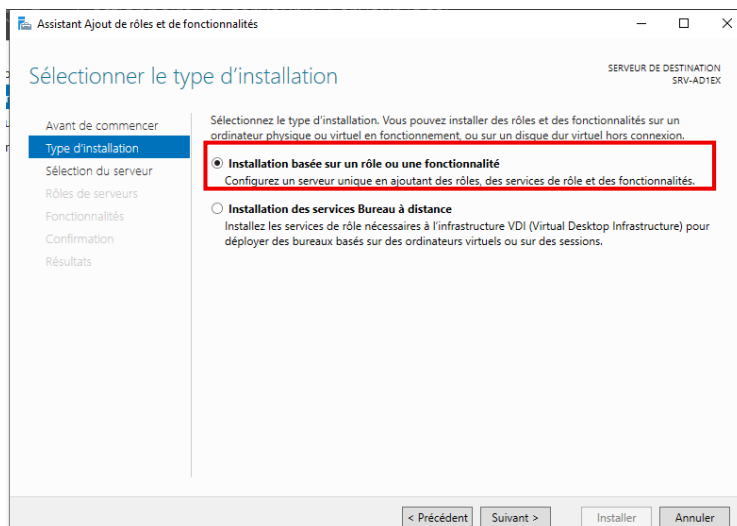 Assistant Ajout de rôles et de fonctionnalités
Sélectionner le type d'installation
SERVEUR DE DESTINATION
SRV-AD1EX
Avant de commencer
Type d'installation
Sélection du serveur
Rôles de serveurs
Fonctionnalités
Confirmation
Résultats
Sélectionnez le type d'installation. Vous pouvez installer des rôles et des fonctionnalités sur un
ordinateur physique ou virtuel en fonctionnement, ou sur un disque dur virtuel hors connexion.
Installation basée sur un rôle ou une fonctionnalité
Configurez un serveur unique en ajoutant des rôles, des services de rôle et des fonctionnalités.
Installation des services Bureau à distance
Installez les services de rôle nécessaires à l'infrastructure VDI (Virtual Desktop Infrastructure) pour
déployer des bureaux basés sur des ordinateurs virtuels ou sur des sessions.
< Précédent
Suivant >
Installer
Annuler